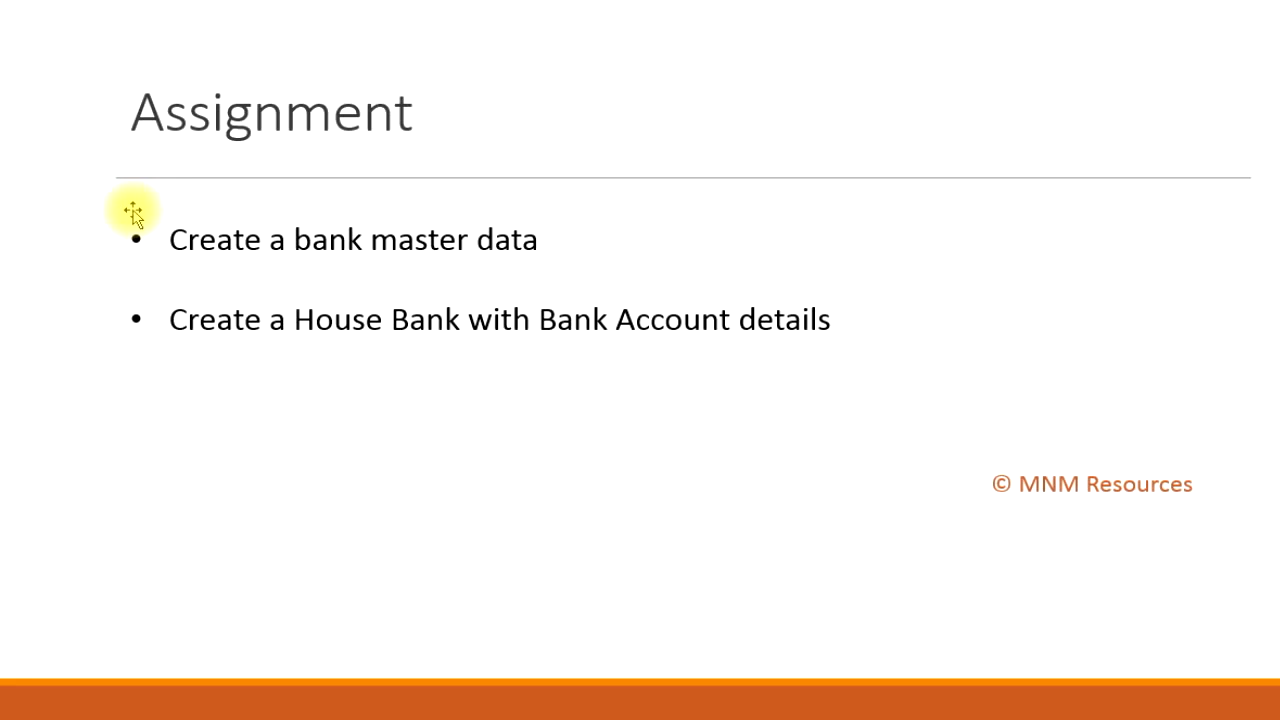 Assignment
• Create a bank master data
• Create a House Bank with Bank Account details
© MNM Resources